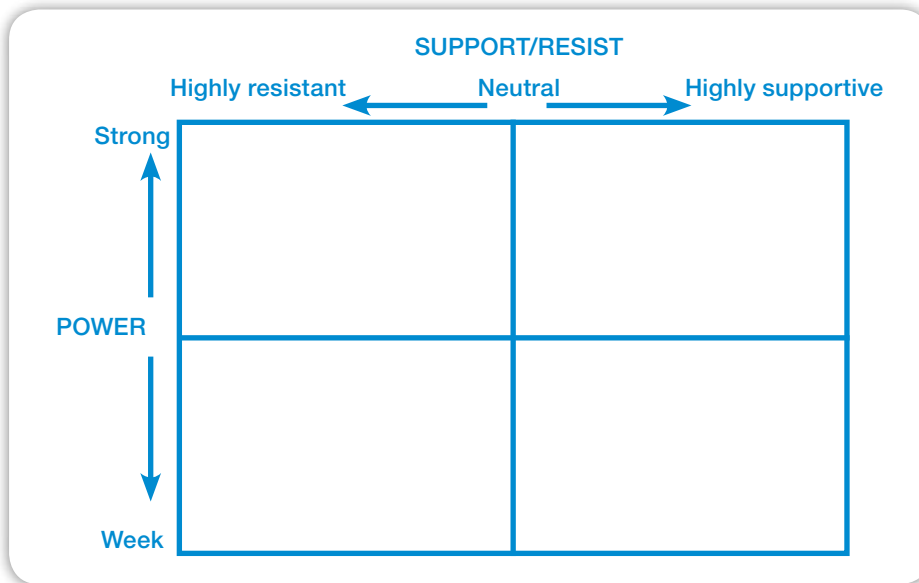 SUPPORT/RESIST
Highly resistant Neutral Highly supportive
Strong
POWER
Week